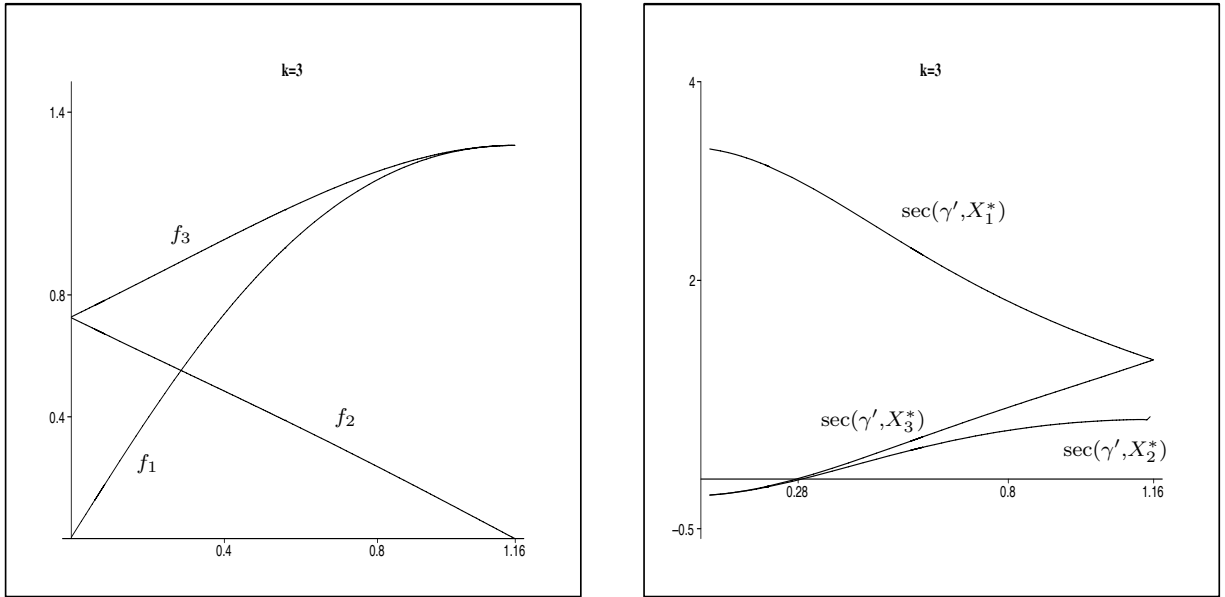 k=3
1.4
0.8
0.4
f₃
f₂
f₁
0.4 0.8 1.16
k=3
4
2
−0.5
sec(γ′,X₁*)
sec(γ′,X₃*)
sec(γ′,X₂*)
0.28 0.8 1.16